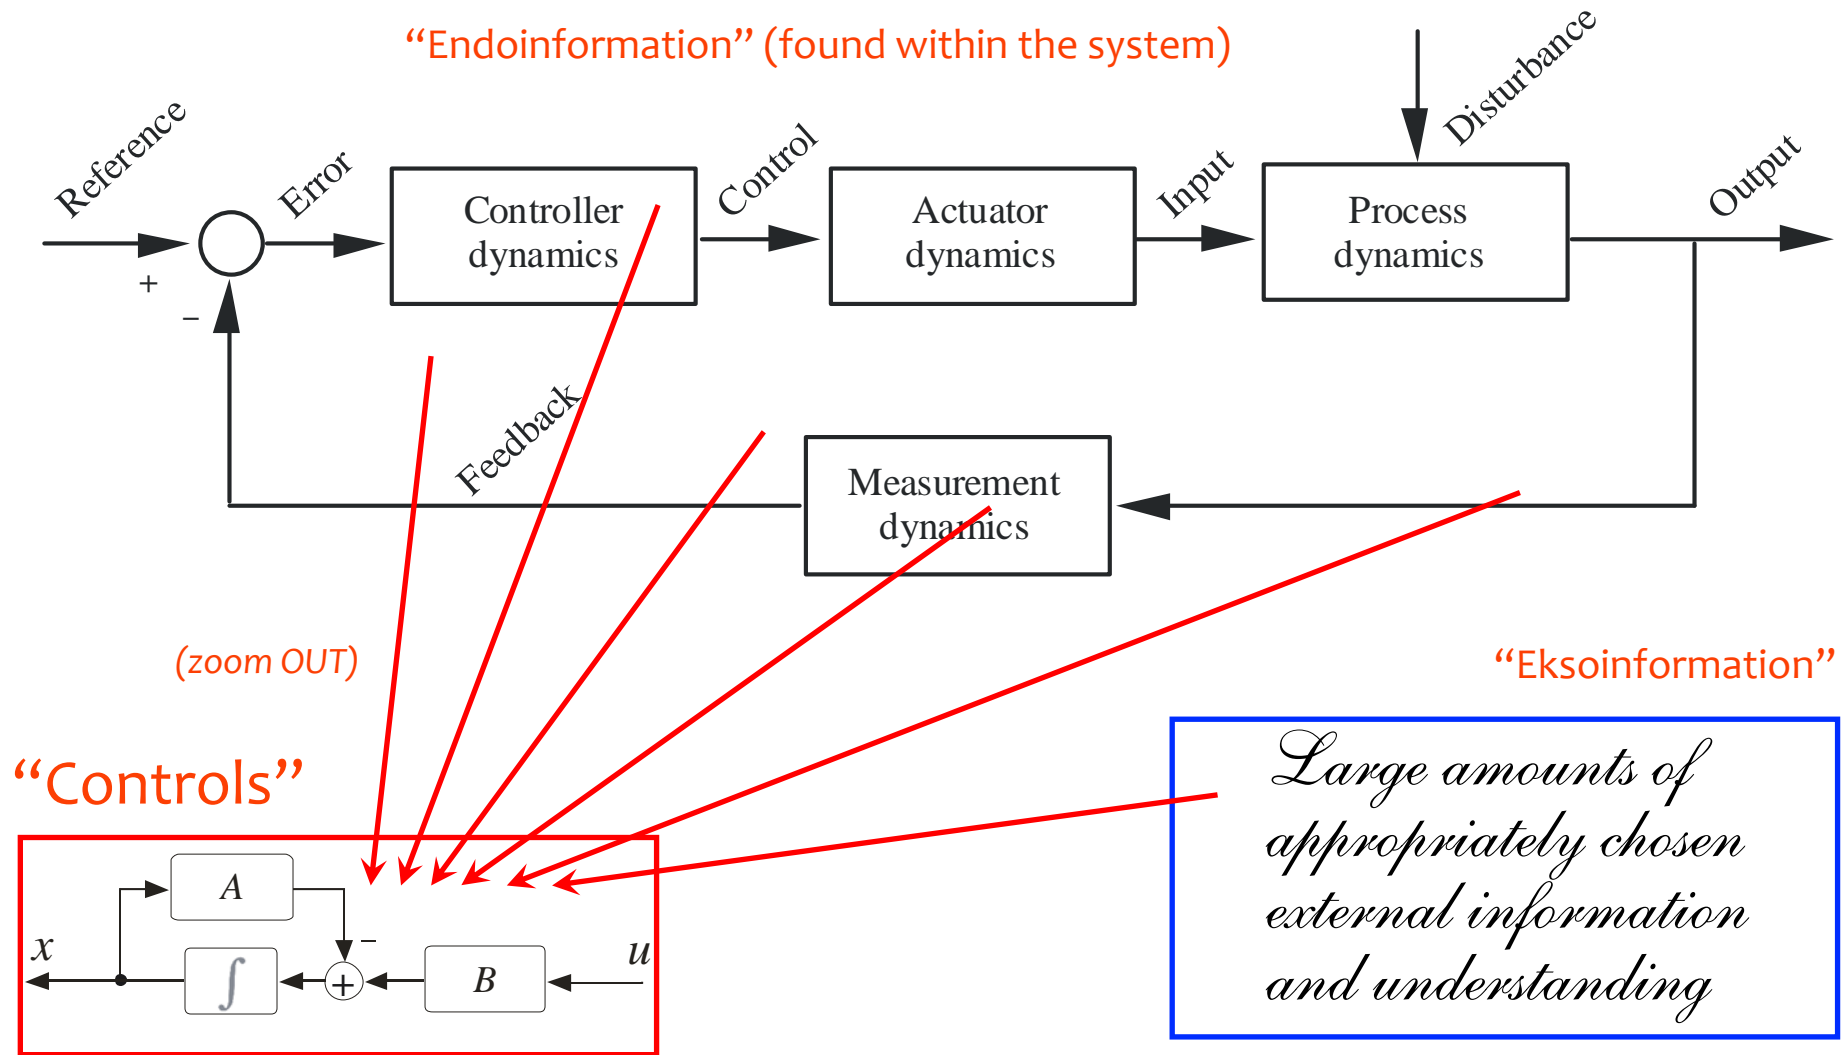 “Endoinformation” (found within the system)
Reference
Error
Control
Input
Disturbance
Output
Controller
dynamics
Actuator
dynamics
Process
dynamics
+
−
Feedback
Measurement
dynamics
(zoom OUT)
“Eksoinformation”
“Controls”
Large amounts of
appropriately chosen
external information
and understanding
A
x
−
u
∫
+
B